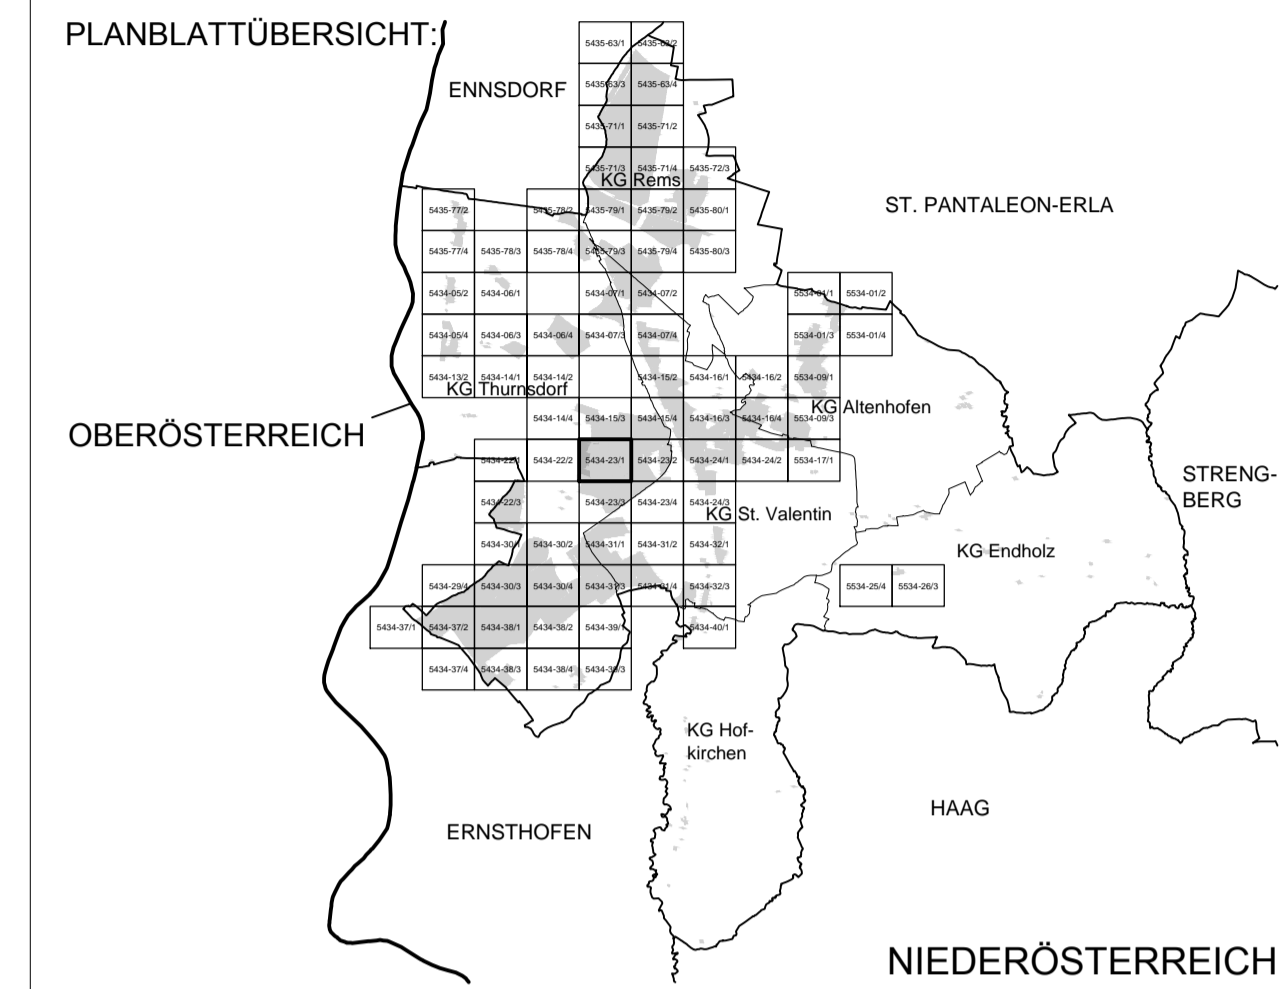 PLANBLATTÜBERSICHT:
5435-63/1 5435-63/2
ENNSDORF
5435-63/3 5435-63/4
5435-71/1 5435-71/2
5435-71/3 5435-71/4 5435-72/3
KG Rems
ST. PANTALEON-ERLA
5435-77/2 5435-78/2 5435-79/1 5435-79/2 5435-80/1
5435-77/4 5435-78/3 5435-78/4 5435-79/3 5435-79/4 5435-80/3
5434-05/2 5434-06/1 5434-07/1 5434-07/2 5534-01/1 5534-01/2
5434-05/4 5434-06/3 5434-06/4 5434-07/3 5434-07/4 5534-01/3 5534-01/4
5434-13/2 5434-14/1 5434-14/2 5434-15/2 5434-16/1 5434-16/2 5534-09/1
KG Thurnsdorf
KG Altenhofen
5434-14/4 5434-15/3 5434-15/4 5434-16/3 5434-16/4 5534-09/3
OBERÖSTERREICH
5434-22/1 5434-22/2 5434-23/1 5434-23/2 5434-24/1 5434-24/2 5534-17/1
STRENG-
BERG
5434-22/3 5434-23/3 5434-23/4 5434-24/3
KG St. Valentin
5434-30/1 5434-30/2 5434-31/1 5434-31/2 5434-32/1
KG Endholz
5434-29/4 5434-30/3 5434-30/4 5434-31/3 5434-31/4 5434-32/3 5534-25/4 5534-26/3
5434-37/1 5434-37/2 5434-38/1 5434-38/2 5434-39/1 5434-40/1
5434-37/4 5434-38/3 5434-38/4 5434-39/3
KG Hof-
kirchen
HAAG
ERNSTHOFEN
NIEDERÖSTERREICH